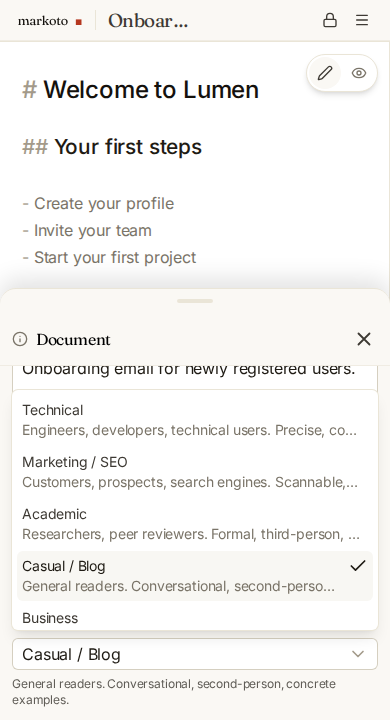 markoto
Onboar...
# Welcome to Lumen
## Your first steps
- Create your profile
- Invite your team
- Start your first project
Document
Onboarding email for newly registered users.
Technical
Engineers, developers, technical users. Precise, co...
Marketing / SEO
Customers, prospects, search engines. Scannable,...
Academic
Researchers, peer reviewers. Formal, third-person, ...
Casual / Blog
General readers. Conversational, second-perso...
Business
Casual / Blog
General readers. Conversational, second-person, concrete
examples.